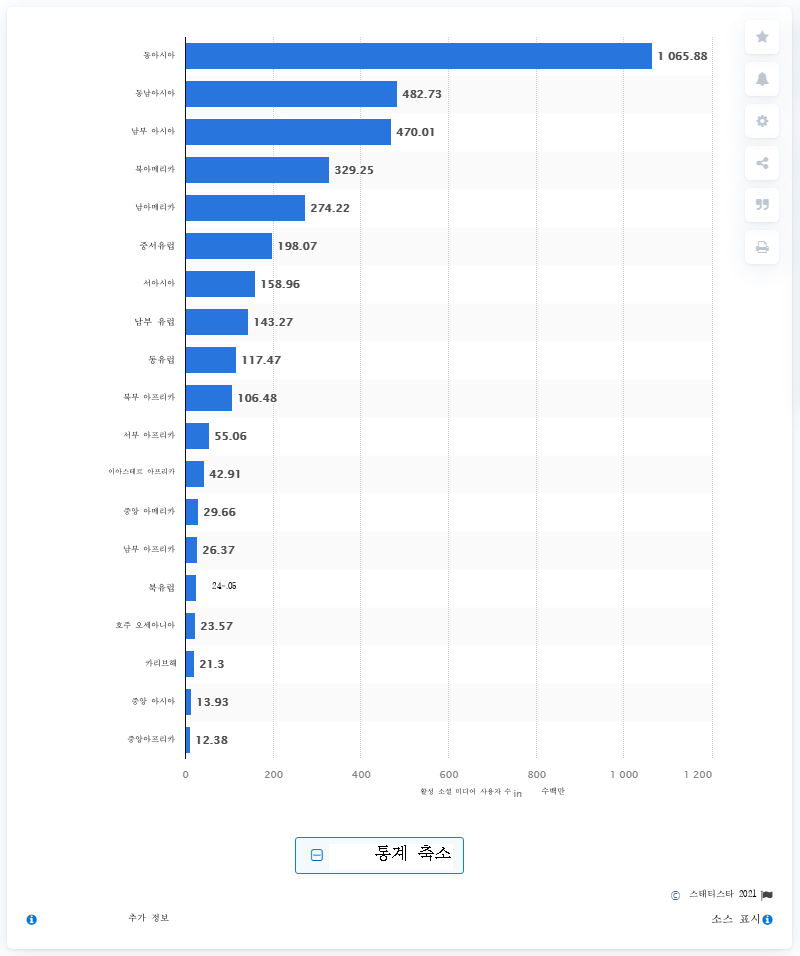 동아시아 1 065.88
동남아시아 482.73
남부 아시아 470.01
북아메리카 329.25
남아메리카 274.22
중서유럽 198.07
서아시아 158.96
남부 유럽 143.27
동유럽 117.47
북부 아프리카 106.48
서부 아프리카 55.06
이아스테르 아프리카 42.91
중앙 아메리카 29.66
남부 아프리카 26.37
북유럽 24-.05
호주 오세아니아 23.57
카리브해 21.3
중앙 아시아 13.93
중앙아프리카 12.38
0 200 400 600 800 1 000 1 200
활성 소셜 미디어 사용자 수 in 수백만
통계 축소
© 스태티스타 2021
추가 정보 소스 표시